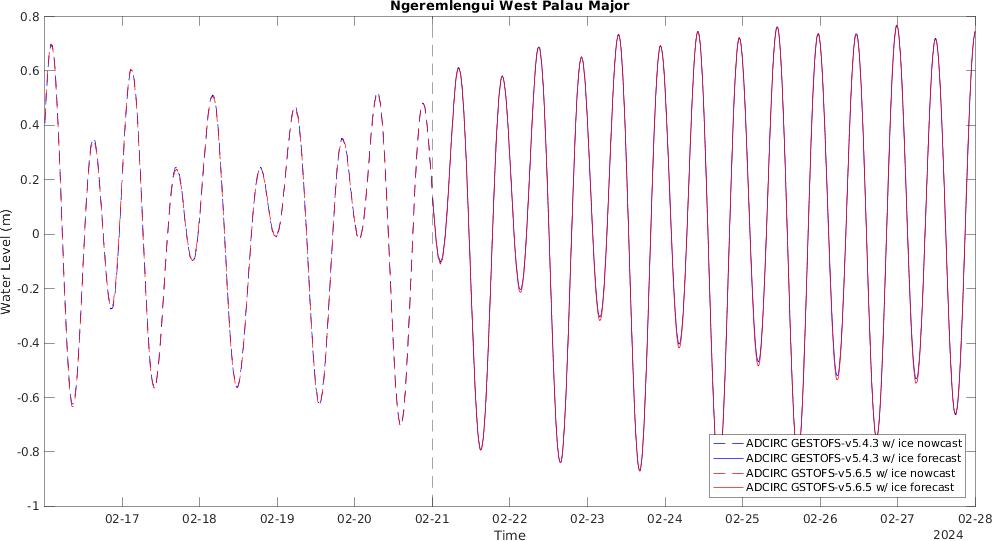 Ngeremlengui West Palau Major
0.8
0.6
0.4
0.2
0
-0.2
-0.4
-0.6
-0.8
-1
Water Level (m)
ADCIRC GESTOFS-v5.4.3 w/ ice nowcast
ADCIRC GESTOFS-v5.4.3 w/ ice forecast
ADCIRC GSTOFS-v5.6.5 w/ ice nowcast
ADCIRC GSTOFS-v5.6.5 w/ ice forecast
02-17 02-18 02-19 02-20 02-21 02-22 02-23 02-24 02-25 02-26 02-27 02-28
Time
2024